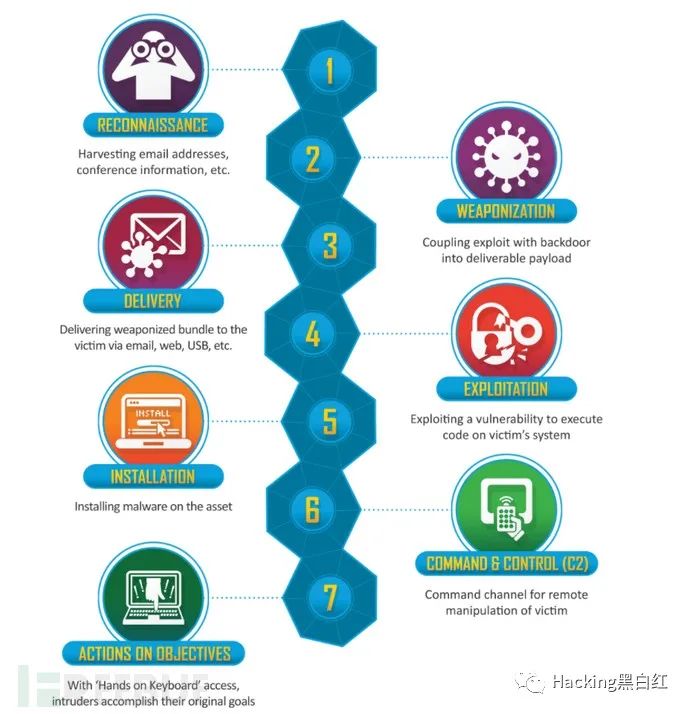 1
RECONNAISSANCE
Harvesting email addresses,
conference information, etc.
2
WEAPONIZATION
Coupling exploit with backdoor
into deliverable payload
3
DELIVERY
Delivering weaponized bundle to the
victim via email, web, USB, etc.
4
EXPLOITATION
Exploiting a vulnerability to execute
code on victim's system
5
INSTALL
INSTALLATION
Installing malware on the asset
6
COMMAND & CONTROL (C2)
Command channel for remote
manipulation of victim
7
ACTIONS ON OBJECTIVES
With 'Hands on Keyboard' access,
intruders accomplish their original goals
Hacking黑白红